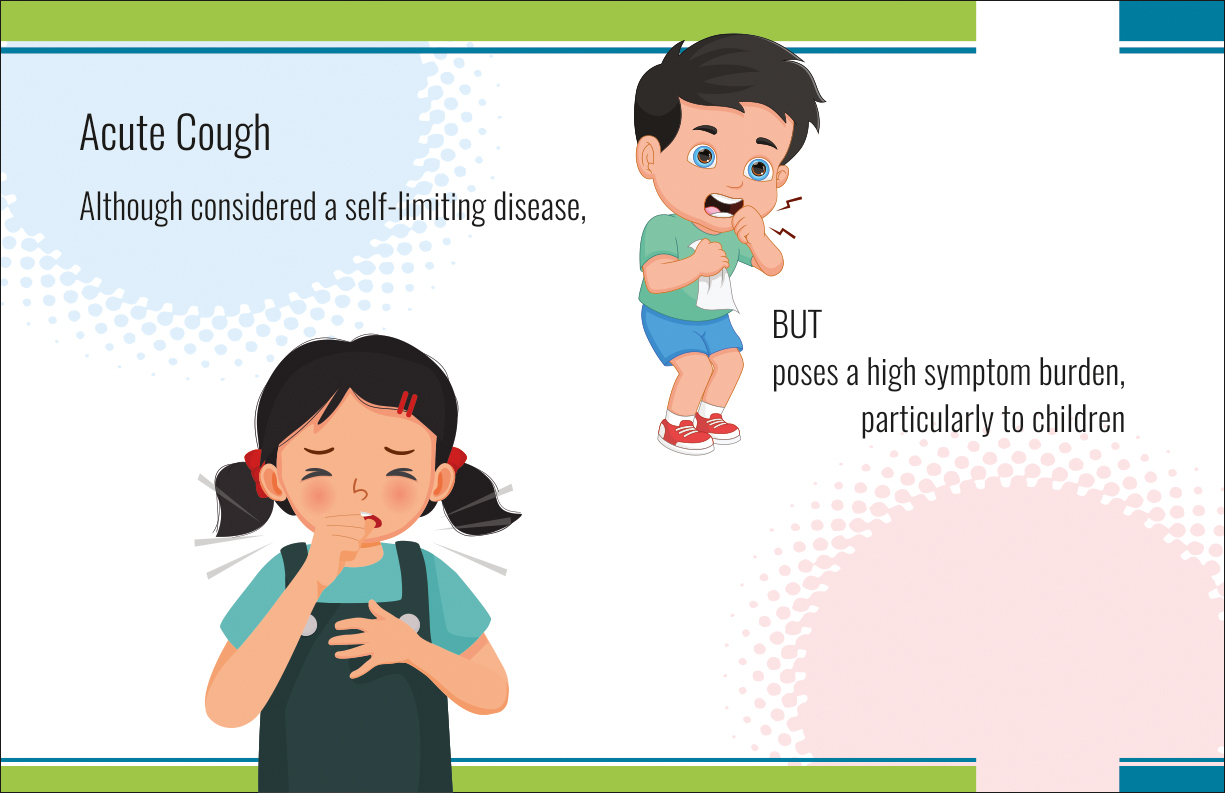 Acute Cough
Although considered a self-limiting disease,
BUT
poses a high symptom burden,
particularly to children